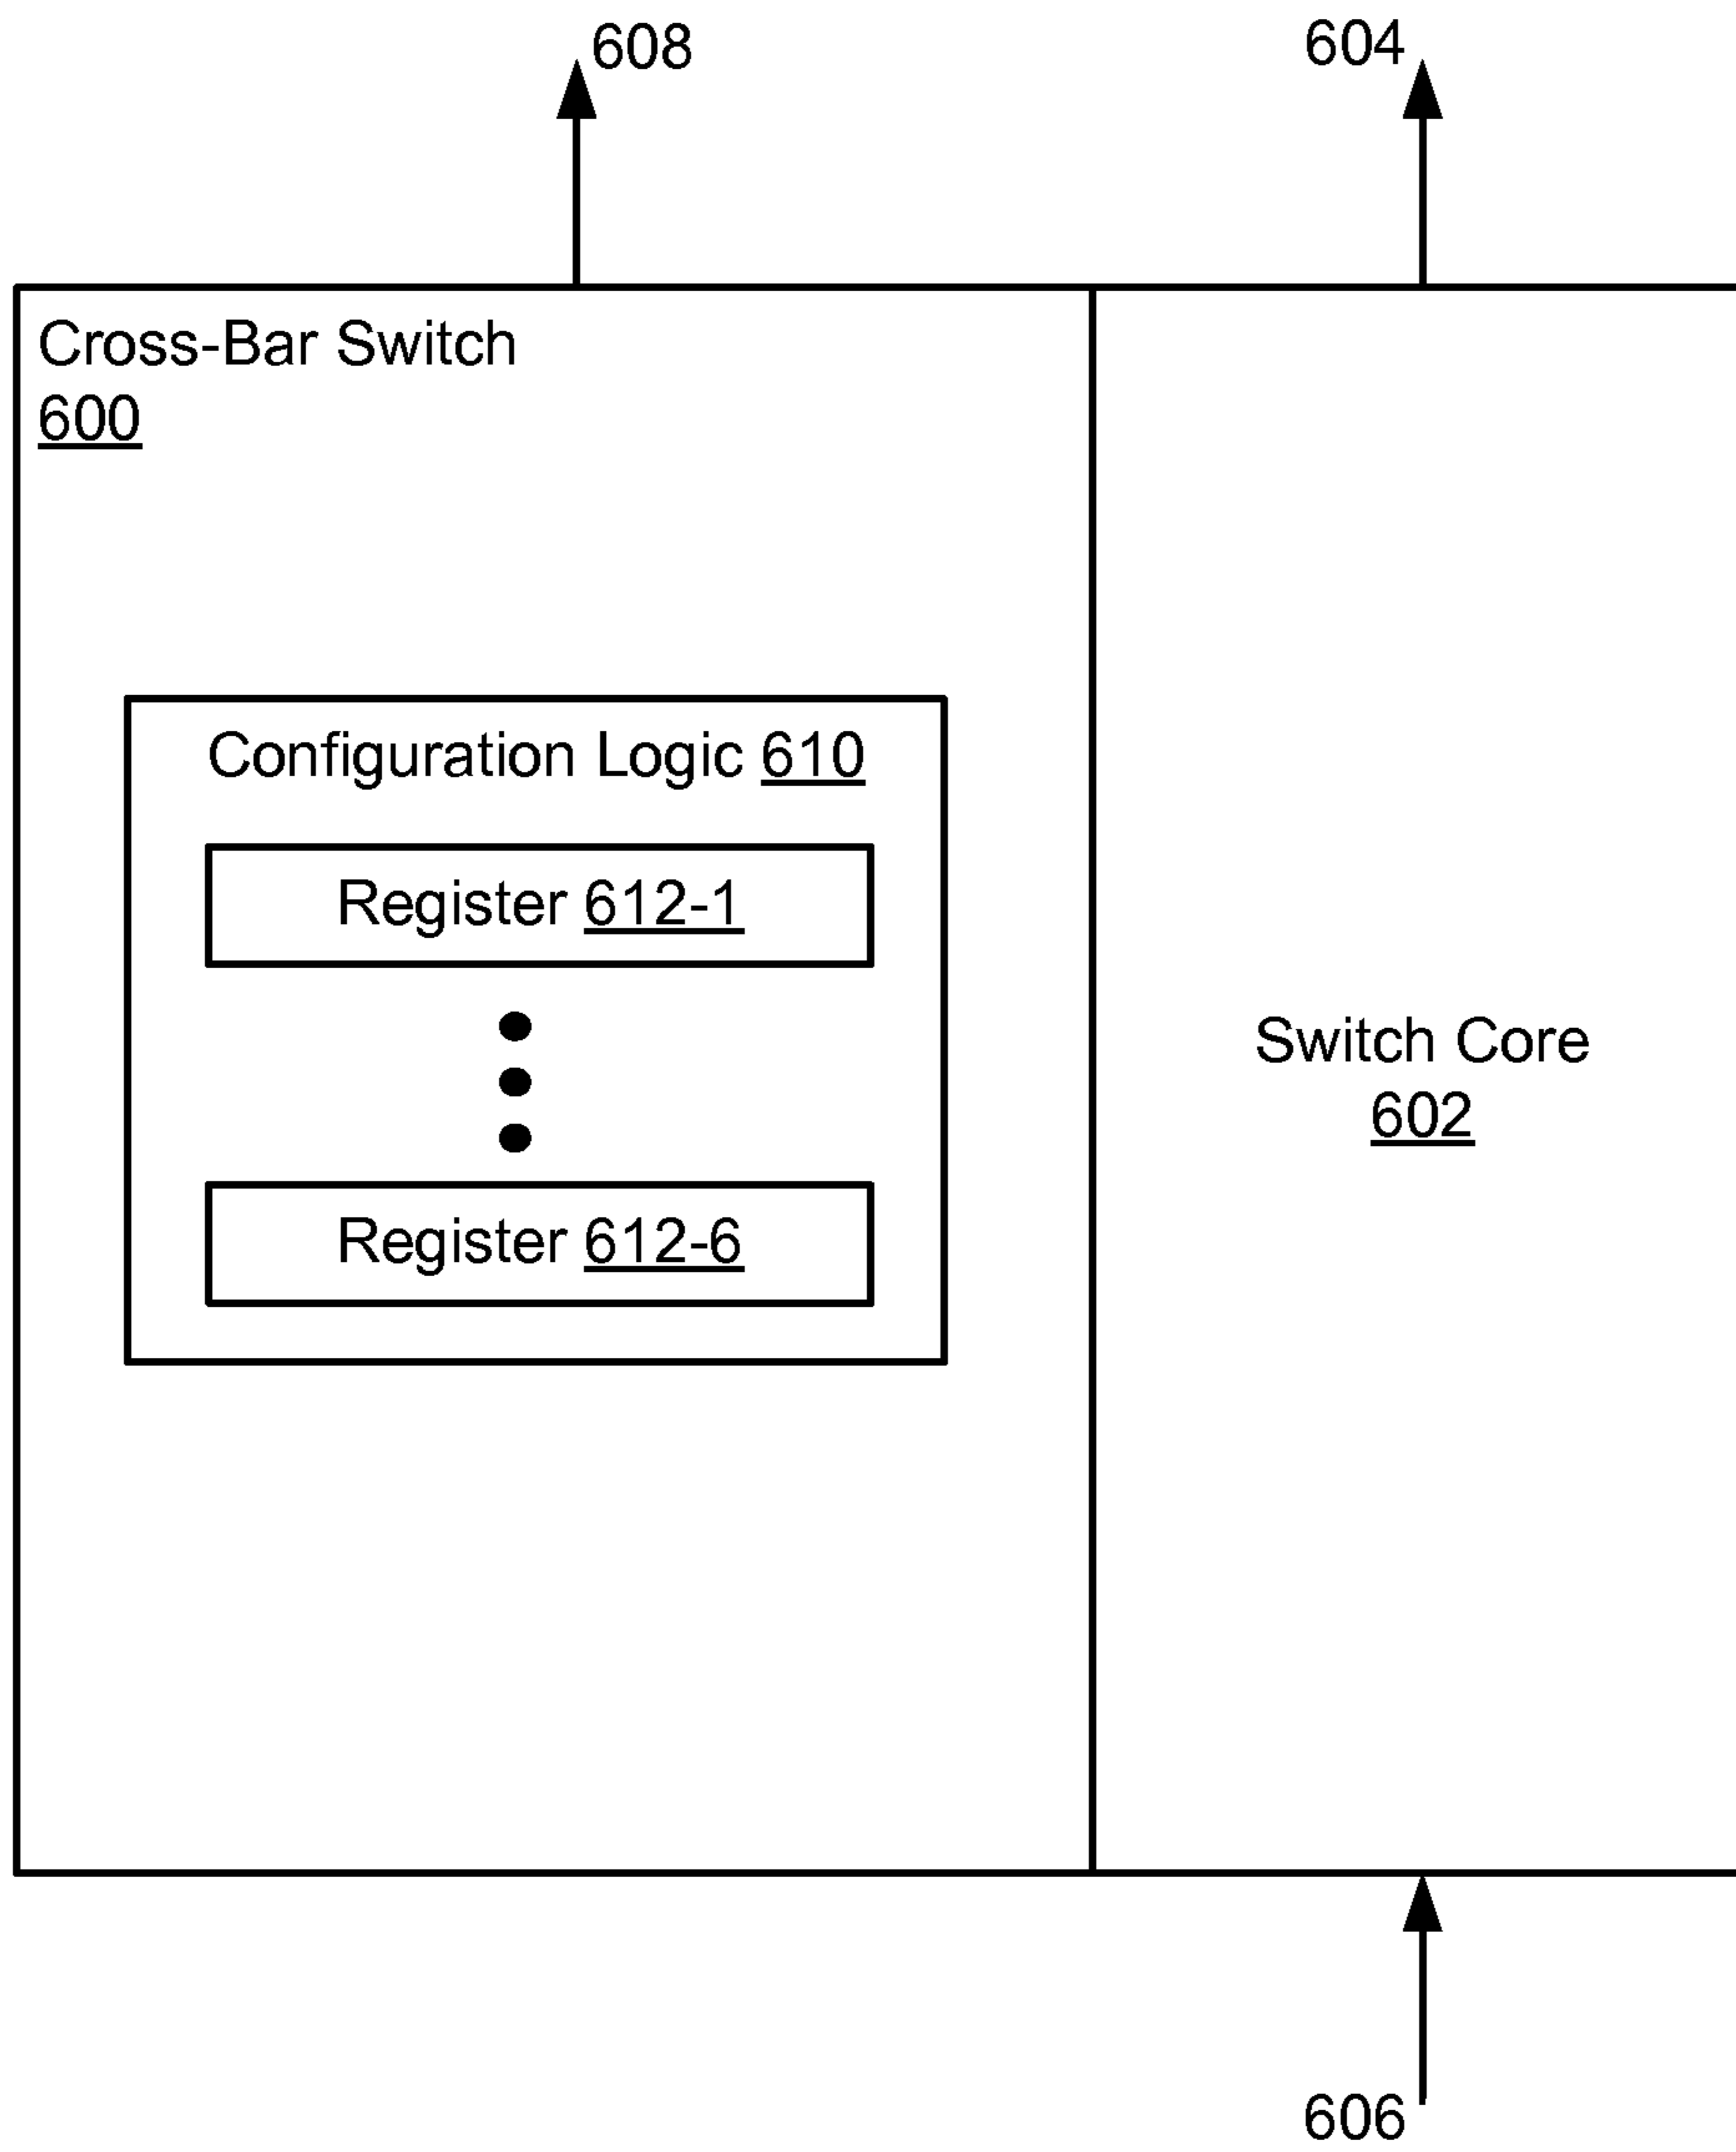 608
604
Cross-Bar Switch
600
Configuration Logic 610
Register 612-1
Register 612-6
Switch Core
602
606